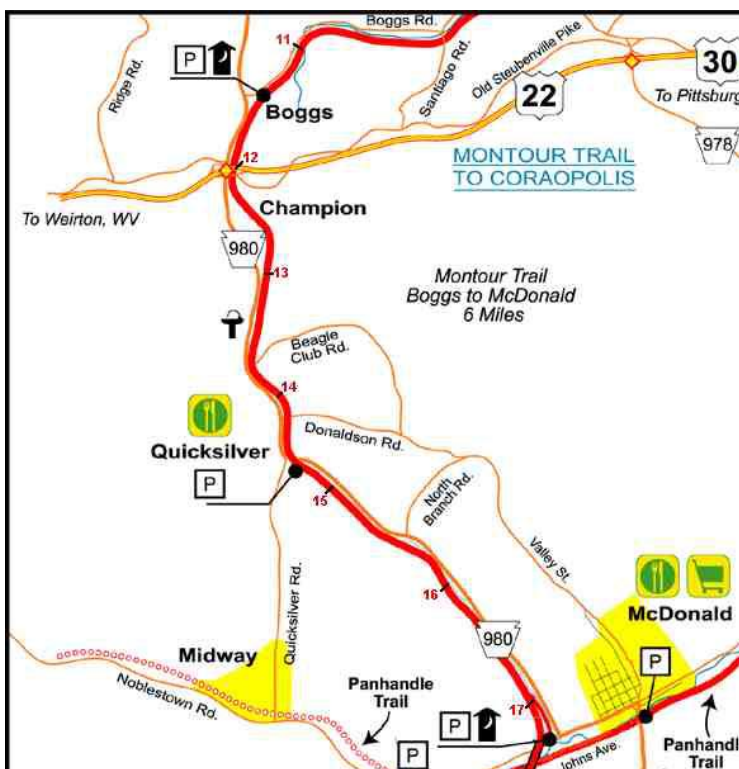 Boggs Rd.
11
P
Ridge Rd.
Santiago Rd.
Old Steubenville Pike
22
30
To Pittsburg
978
Boggs
12
MONTOUR TRAIL
TO CORAOPOLIS
To Weirton, WV
Champion
980
13
Montour Trail
Boggs to McDonald
6 Miles
Beagle
Club Rd.
14
Donaldson Rd.
Quicksilver
P
15
North
Branch Rd.
Valley St.
16
McDonald
980
Quicksilver Rd.
Midway
Noblestown Rd.
Panhandle
Trail
P
17
P
P
Johns Ave.
Panhandl
Trail